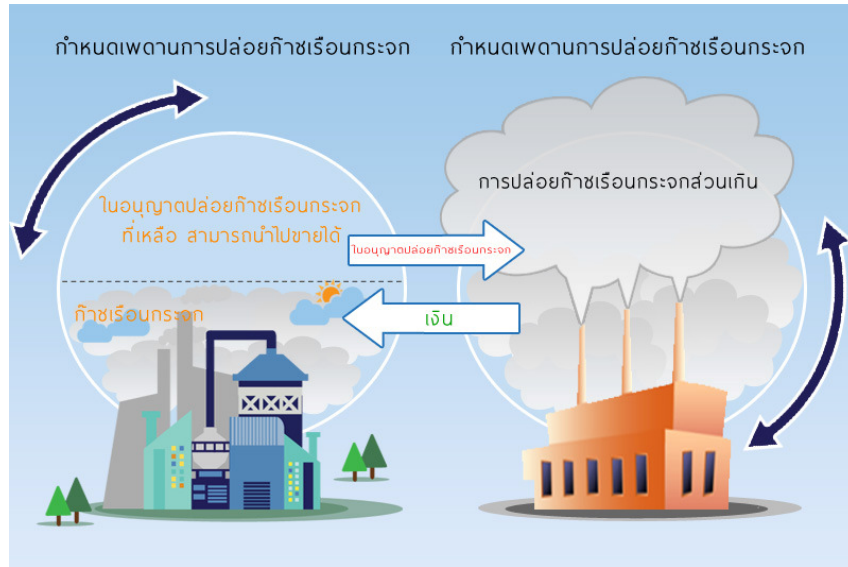 กำหนดเพดานการปล่อยก๊าซเรือนกระจก
กำหนดเพดานการปล่อยก๊าซเรือนกระจก
ใบอนุญาตปล่อยก๊าซเรือนกระจก
ที่เหลือ สามารถนำไปขายได้
การปล่อยก๊าซเรือนกระจกส่วนเกิน
ใบอนุญาตปล่อยก๊าซเรือนกระจก
ก๊าซเรือนกระจก
เงิน